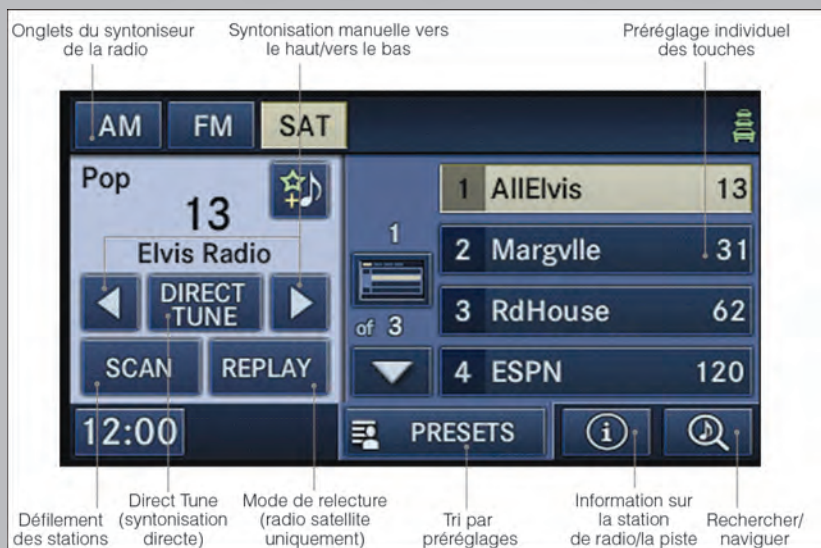 Onglets du syntoniseur
de la radio
Syntonisation manuelle vers
le haut/vers le bas
Préréglage individuel
des touches
AM FM SAT
Pop
13
Elvis Radio
DIRECT
TUNE
SCAN REPLAY
12:00
1
of 3
1 AllElvis 13
2 Margvlle 31
3 RdHouse 62
4 ESPN 120
PRESETS
i
Défilement
des stations
Direct Tune
(syntonisation
directe)
Mode de relecture
(radio satellite
uniquement)
Tri par
préréglages
Information sur
la station
de radio/la piste
Rechercher/
naviguer